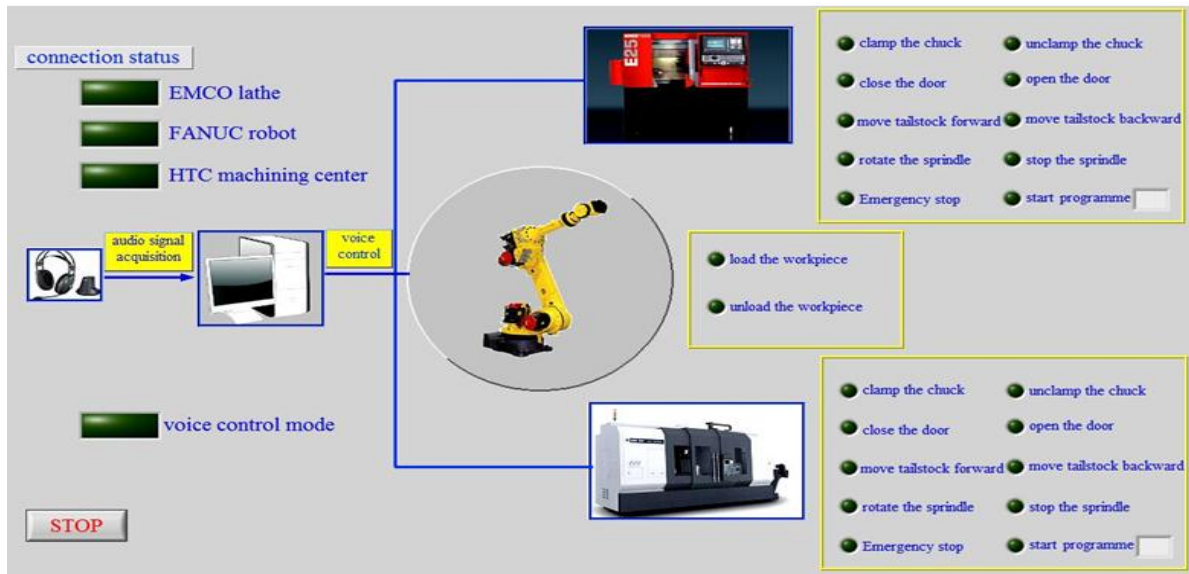 connection status
EMCO lathe
FANUC robot
HTC machining center
audio signal
acquisition
voice
control
voice control mode
STOP
E25
clamp the chuck
unclamp the chuck
close the door
open the door
move tailstock forward
move tailstock backward
rotate the sprindle
stop the sprindle
Emergency stop
start programme
load the workpiece
unload the workpiece
clamp the chuck
unclamp the chuck
close the door
open the door
move tailstock forward
move tailstock backward
rotate the sprindle
stop the sprindle
Emergency stop
start programme